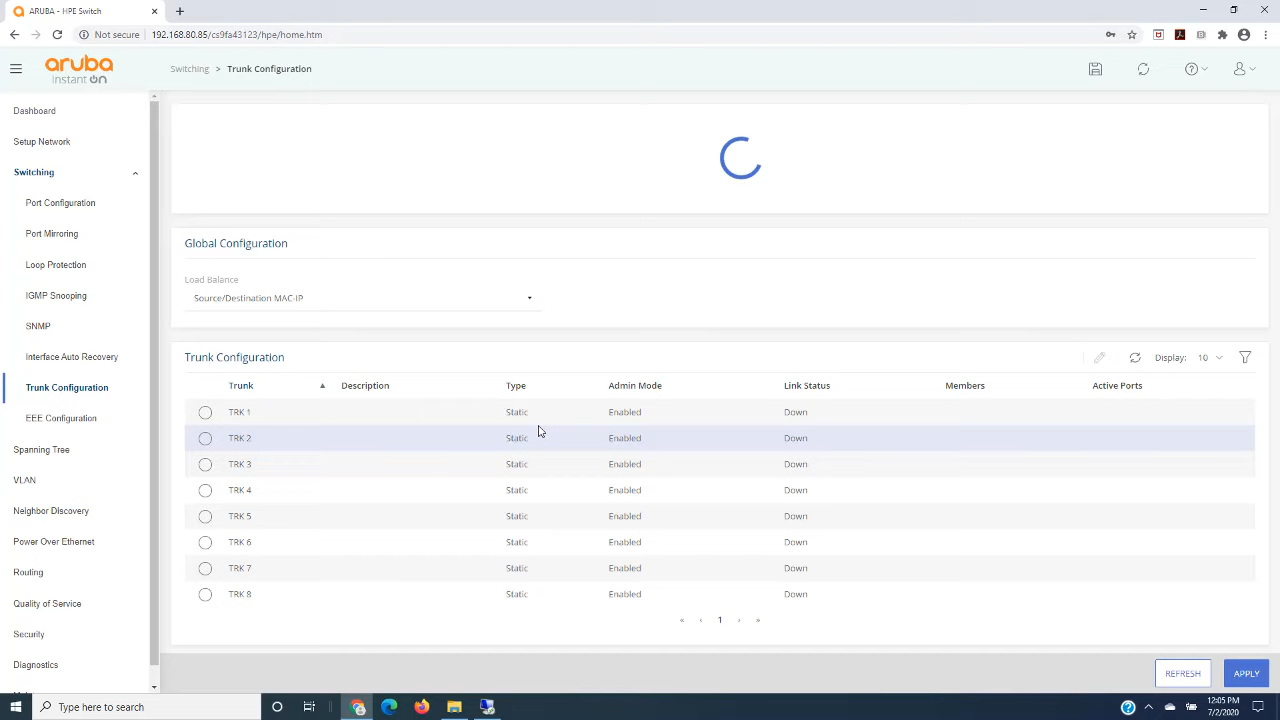 ARUBA - HPE Switch
Not secure 192.168.80.85/cs9fa43123/hpe/home.htm
aruba
instant on
Switching > Trunk Configuration
Dashboard
Setup Network
Switching
Port Configuration
Port Mirroring
Loop Protection
IGMP Snooping
SNMP
Interface Auto Recovery
Trunk Configuration
EEE Configuration
Spanning Tree
VLAN
Neighbor Discovery
Power Over Ethernet
Routing
Quality of Service
Security
Diagnostics
Global Configuration
Load Balance
Source/Destination MAC-IP
Trunk Configuration Display: 10
Trunk Description Type Admin Mode Link Status Members Active Ports
TRK 1 Static Enabled Down
TRK 2 Static Enabled Down
TRK 3 Static Enabled Down
TRK 4 Static Enabled Down
TRK 5 Static Enabled Down
TRK 6 Static Enabled Down
TRK 7 Static Enabled Down
TRK 8 Static Enabled Down
« ‹ 1 › »
REFRESH APPLY
Type here to search
12:05 PM
7/2/2020